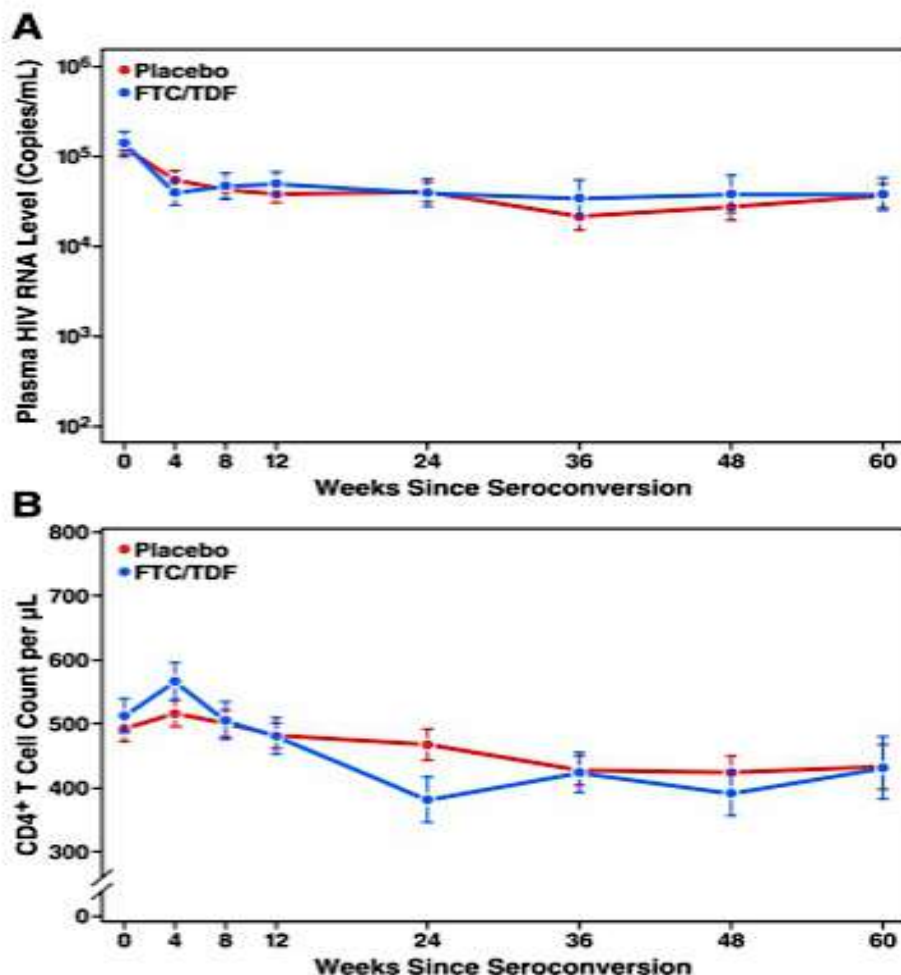 A
Plasma HIV RNA Level (Copies/mL)
Placebo
FTC/TDF
10⁶
10⁵
10⁴
10³
10²
0 4 8 12 24 36 48 60
Weeks Since Seroconversion
B
CD4⁺ T Cell Count per µL
Placebo
FTC/TDF
800
700
600
500
400
300
0
0 4 8 12 24 36 48 60
Weeks Since Seroconversion